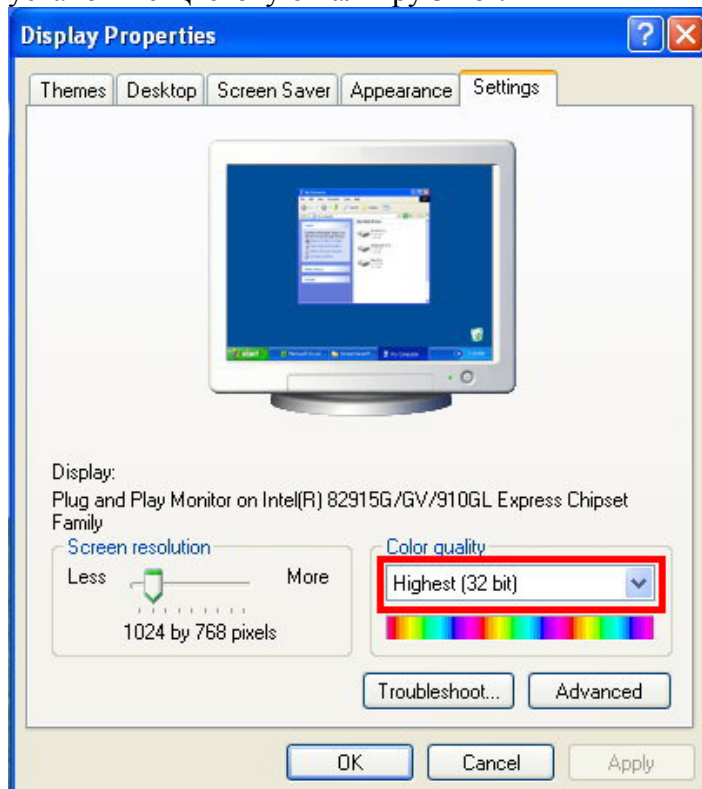 Display Properties
Themes Desktop Screen Saver Appearance Settings
Display:
Plug and Play Monitor on Intel(R) 82915G/GV/910GL Express Chipset
Family
Screen resolution
Less More
1024 by 768 pixels
Color quality
Highest (32 bit)
Troubleshoot... Advanced
OK Cancel Apply